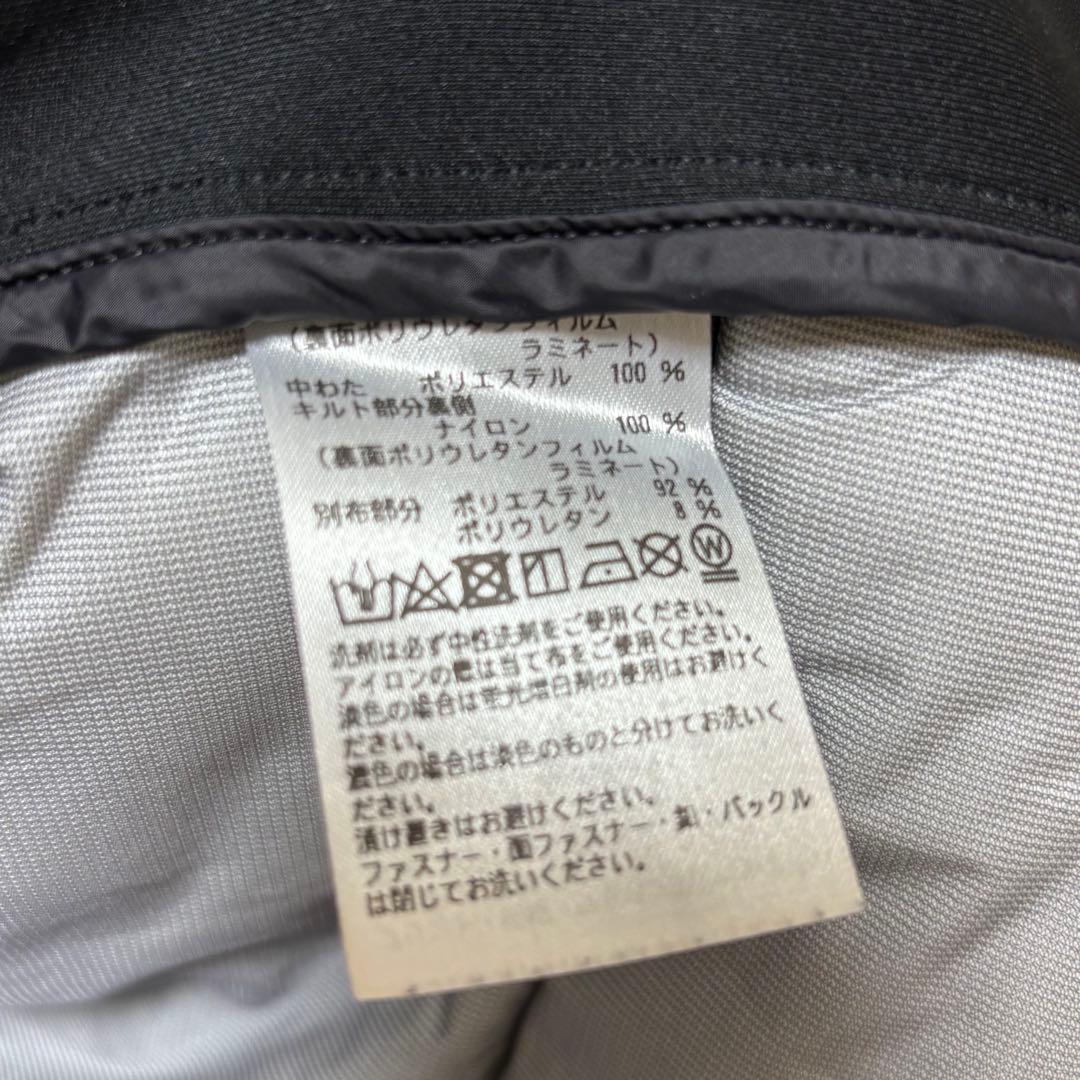 (裏面ポリウレタンフィルム
ラミネート)
中わた ポリエステル 100 %
キルト部分裏側
ナイロン 100 %
(裏面ポリウレタンフィルム
ラミネート)
別布部分 ポリエステル 92 %
ポリウレタン 8 %
W
洗剤は必ず中性洗剤をご使用ください。
アイロンの際は当て布をご使用ください。
淡色の場合は蛍光増白剤の使用はお避けく
ださい。
濃色の場合は淡色のものと分けてお洗いく
ださい。
漬け置きはお避けください。
ファスナー・面ファスナー・釦・バックル
は閉じてお洗いください。